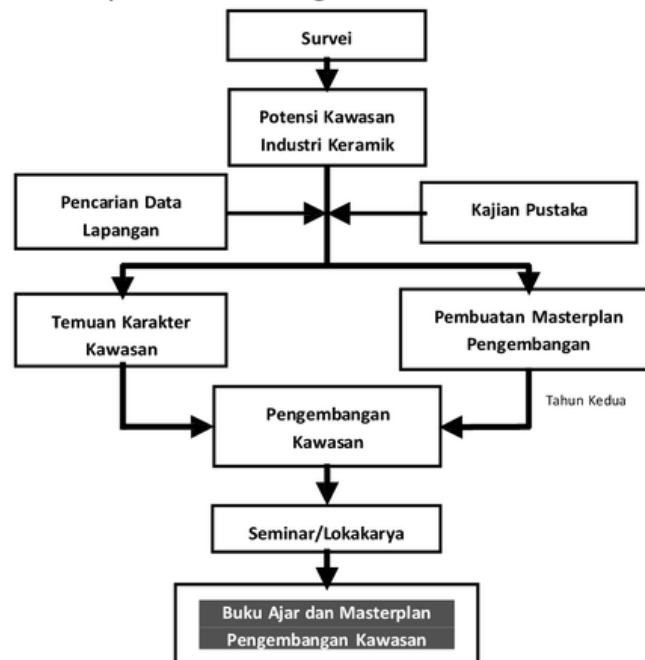 Survei
Potensi Kawasan
Industri Keramik
Pencarian Data
Lapangan
Kajian Pustaka
Temuan Karakter
Kawasan
Pembuatan Masterplan
Pengembangan
Tahun Kedua
Pengembangan
Kawasan
Seminar/Lokakarya
Buku Ajar dan Masterplan
Pengembangan Kawasan